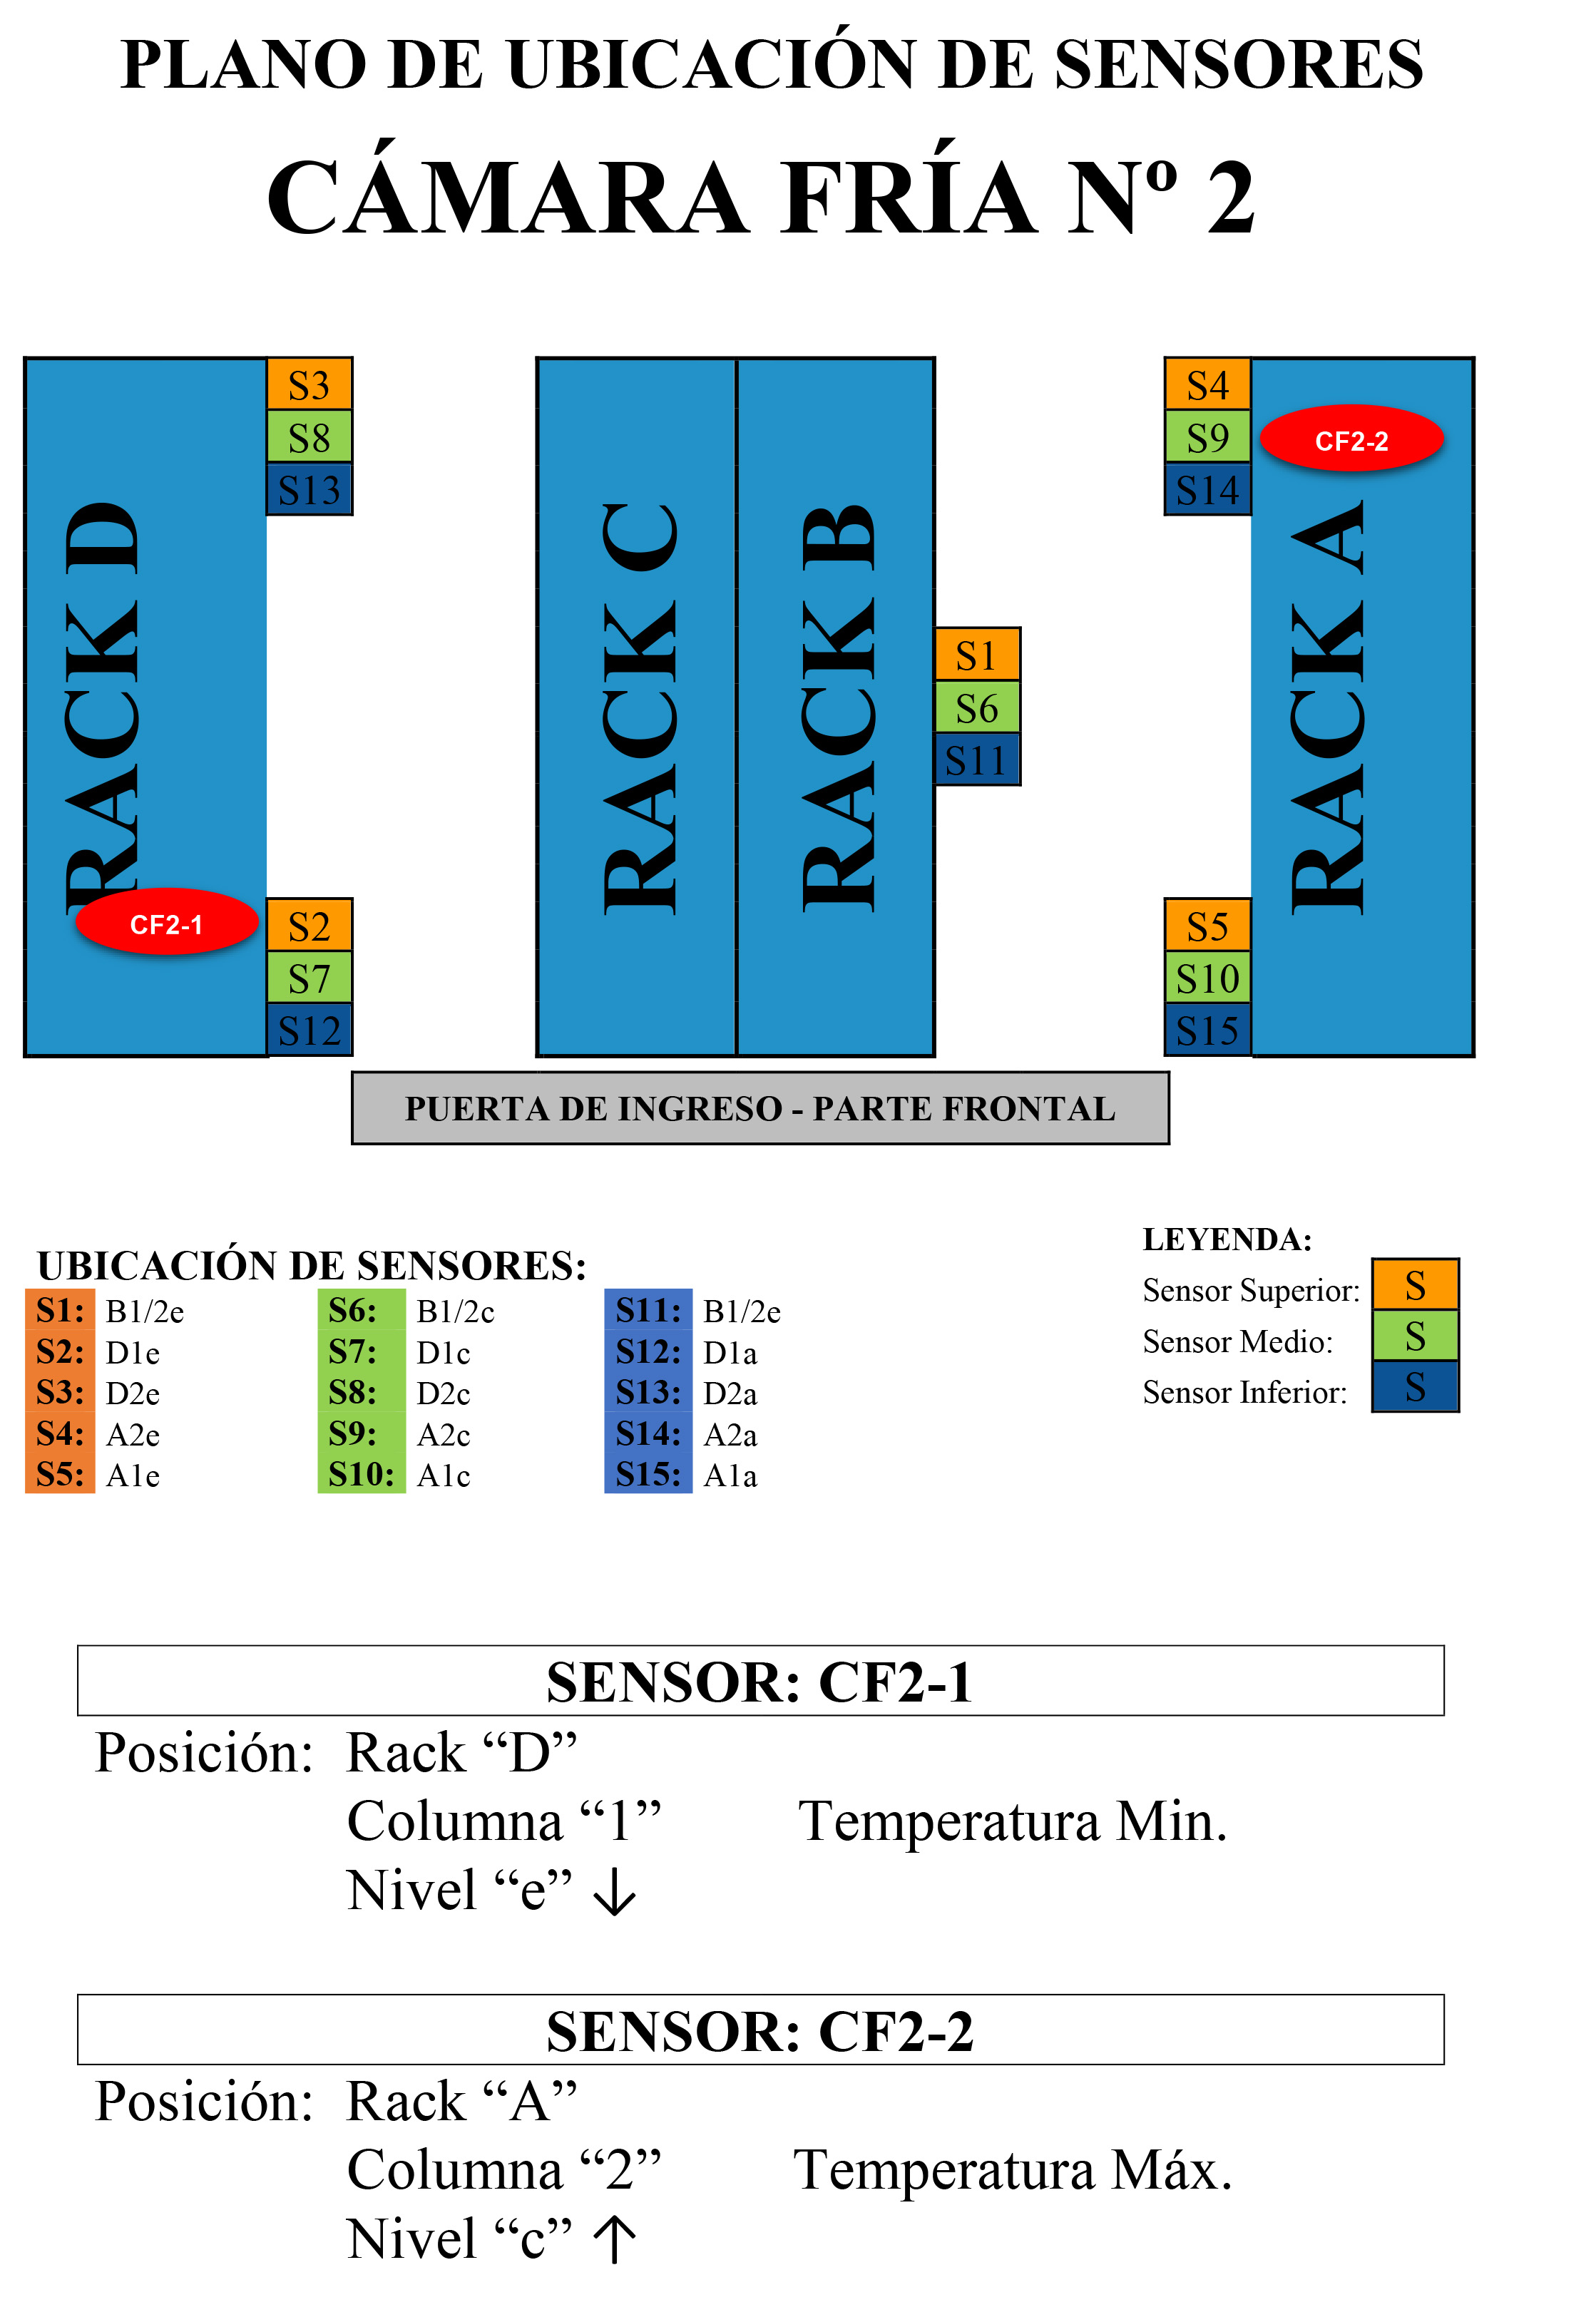 PLANO DE UBICACIÓN DE SENSORES
CÁMARA FRÍA Nº 2
RACK D
S3
S8
S13
CF2-1
S2
S7
S12
RACK C
RACK B
S1
S6
S11
S4
S9
S14
CF2-2
RACK A
S5
S10
S15
PUERTA DE INGRESO - PARTE FRONTAL
UBICACIÓN DE SENSORES:
S1: B1/2e S6: B1/2c S11: B1/2e
S2: D1e S7: D1c S12: D1a
S3: D2e S8: D2c S13: D2a
S4: A2e S9: A2c S14: A2a
S5: A1e S10: A1c S15: A1a
LEYENDA:
Sensor Superior: S
Sensor Medio: S
Sensor Inferior: S
SENSOR: CF2-1
Posición: Rack “D”
Columna “1” Temperatura Min.
Nivel “e” ↓
SENSOR: CF2-2
Posición: Rack “A”
Columna “2” Temperatura Máx.
Nivel “c” ↑